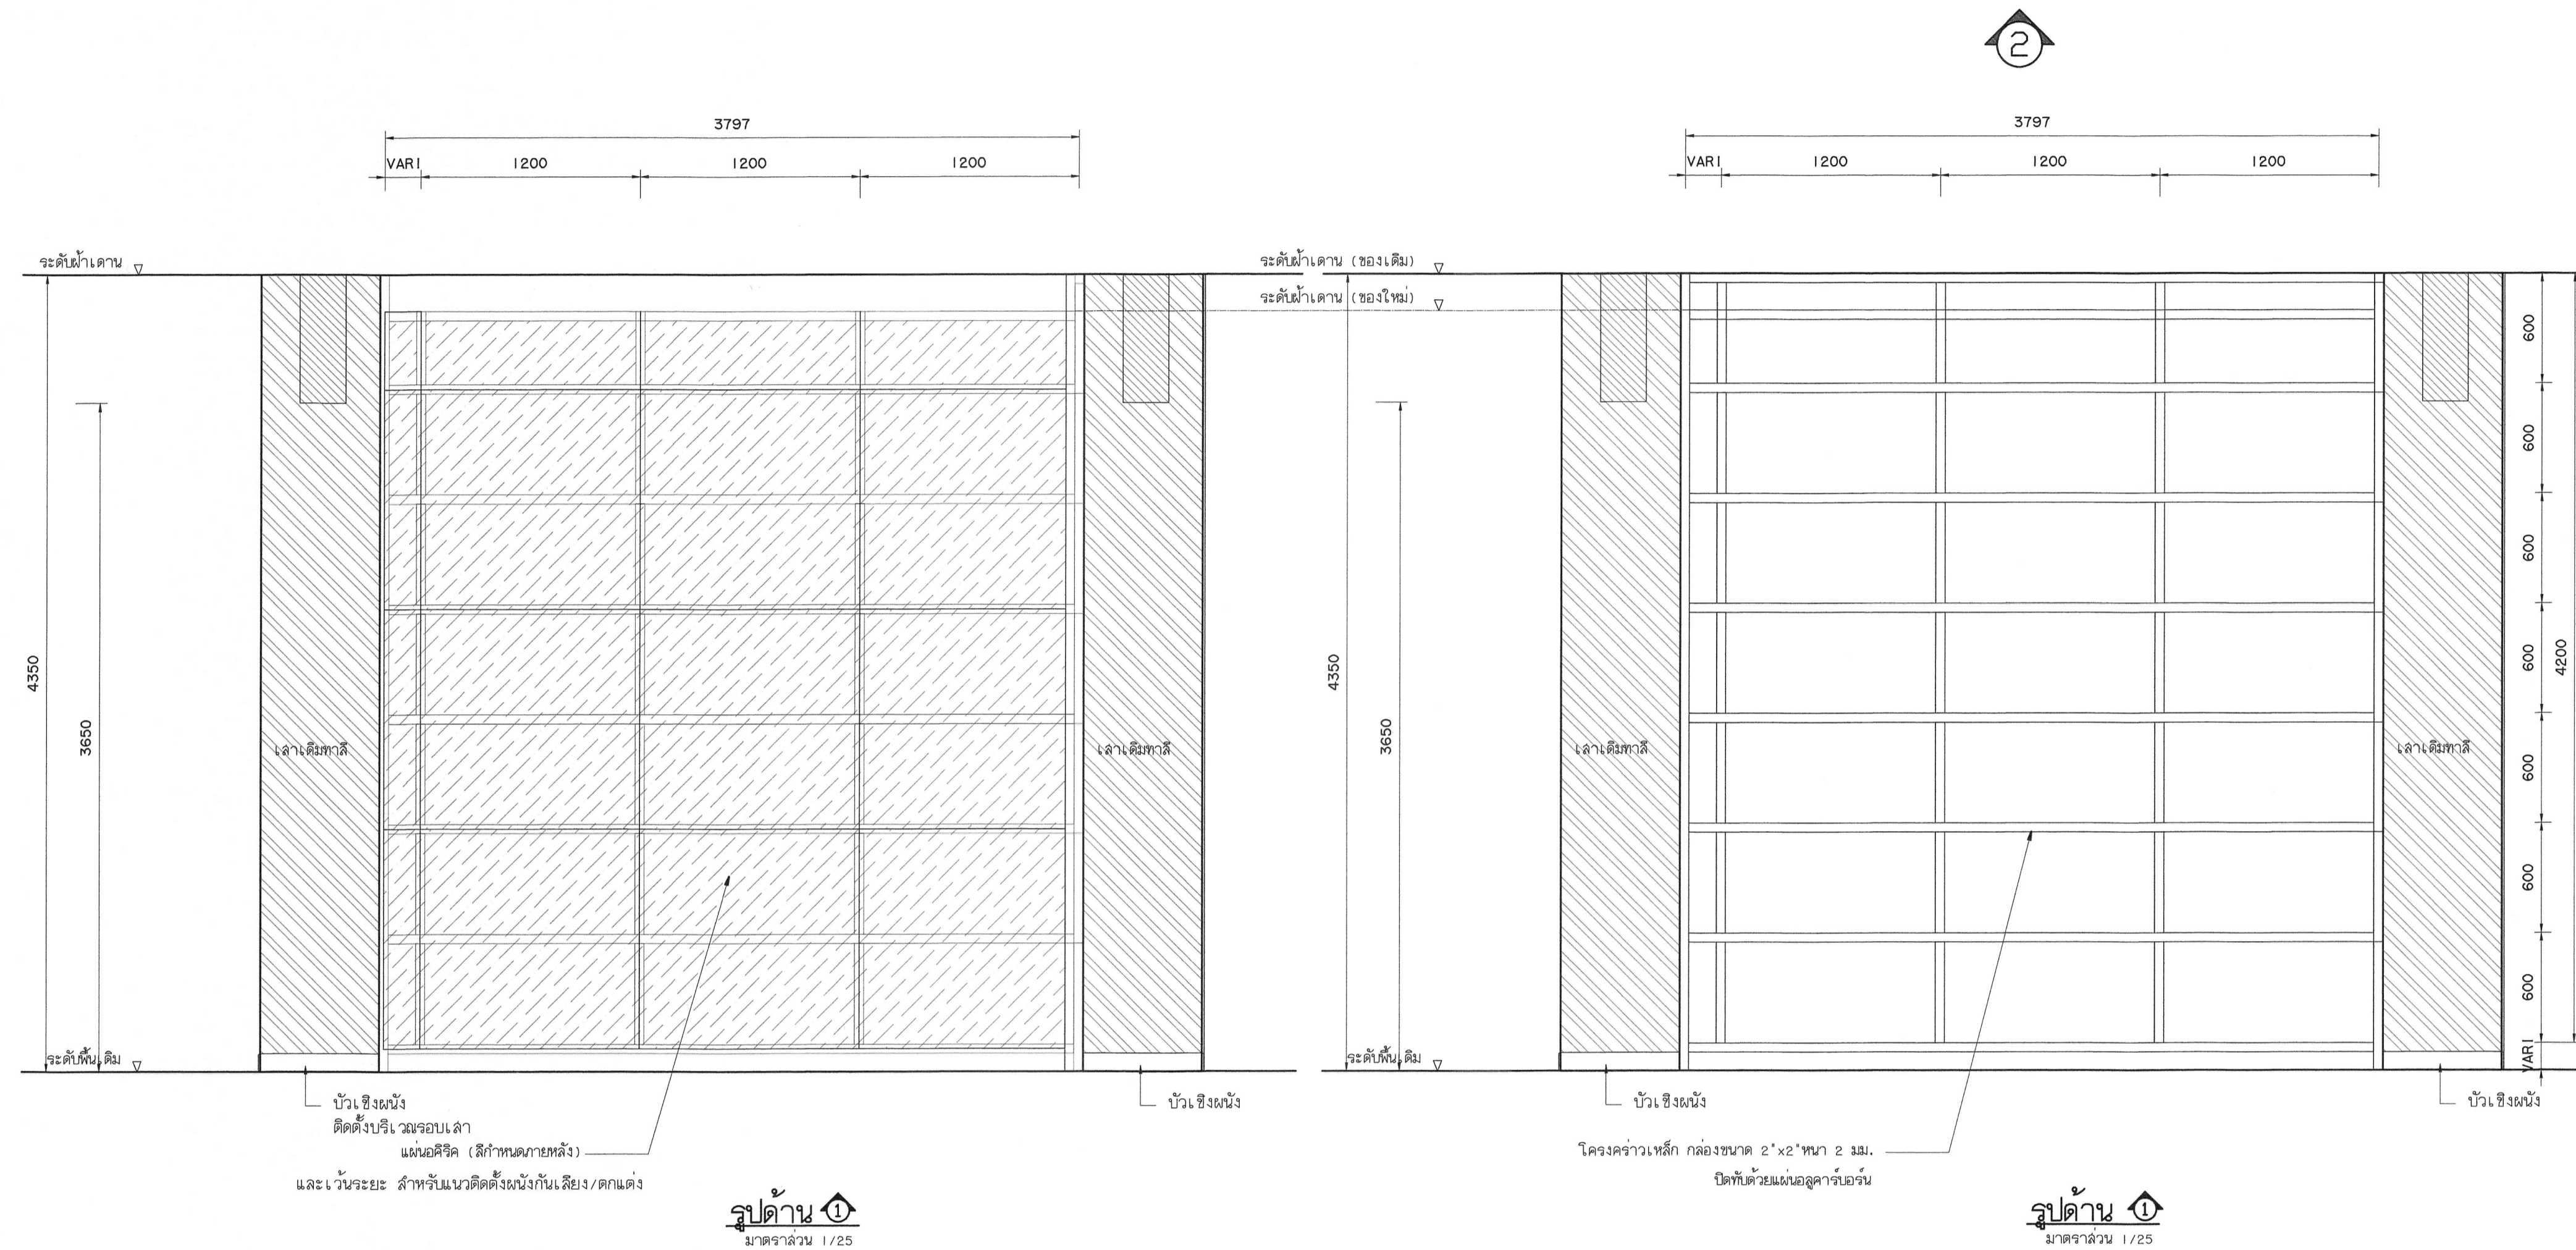 2
3797
VARI 1200 1200 1200
3797
VARI 1200 1200 1200
ระดับฝ้าเดาน
ระดับฝ้าเดาน (ของเดิม)
ระดับฝ้าเดาน (ของใหม่)
4350
3650
เสาเดิมทาสี
เสาเดิมทาสี
4350
3650
เสาเดิมทาสี
เสาเดิมทาสี
600
600
600
600
600
600
600
VARI
4200
ระดับพื้นเดิม
ระดับพื้นเดิม
บัวเชิงผนัง
ติดตั้งบริเวณรอบเสา
แผ่นอคิริค (สีกำหนดภายหลัง)
และเว้นระยะ สำหรับแนวติดตั้งผนังกันเสียง/ตกแต่ง
บัวเชิงผนัง
รูปด้าน 1
มาตราส่วน 1/25
บัวเชิงผนัง
บัวเชิงผนัง
โครงคร่าวเหล็ก กล่องขนาด 2"x2"หนา 2 มม.
ปิดทับด้วยแผ่นอลูคาร์บอร์น
รูปด้าน 1
มาตราส่วน 1/25